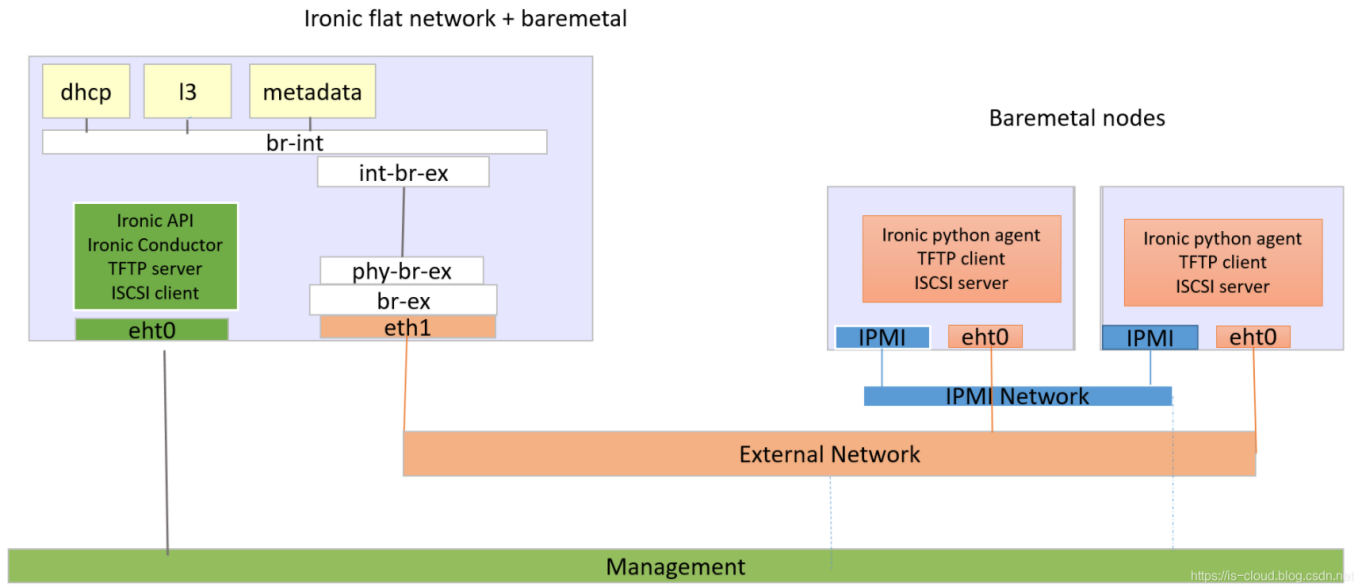 Ironic flat network + baremetal
dhcp
l3
metadata
br-int
int-br-ex
Ironic API
Ironic Conductor
TFTP server
ISCSI client
eht0
phy-br-ex
br-ex
eth1
Baremetal nodes
Ironic python agent
TFTP client
ISCSI server
IPMI
eht0
Ironic python agent
TFTP client
ISCSI server
IPMI
eht0
IPMI Network
External Network
Management
https://is-cloud.blog.csdn.net